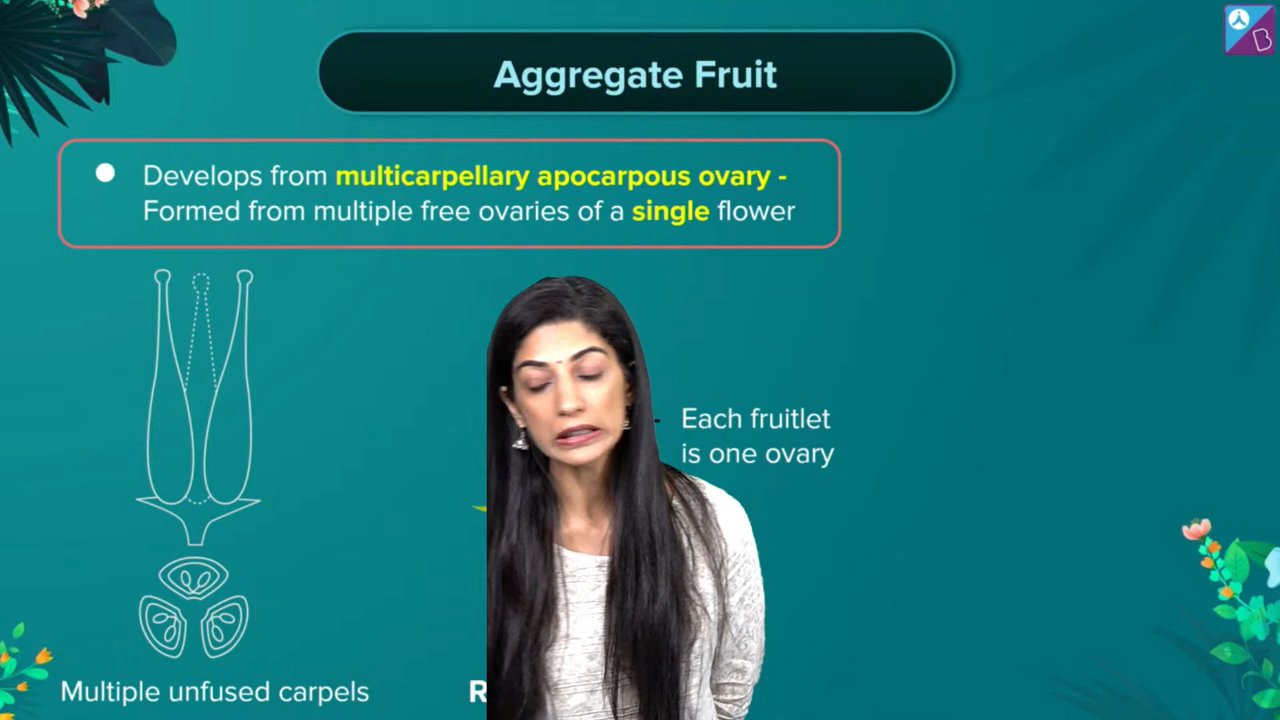 Aggregate Fruit
Develops from multicarpellary apocarpous ovary -
Formed from multiple free ovaries of a single flower
Each fruitlet
is one ovary
Multiple unfused carpels